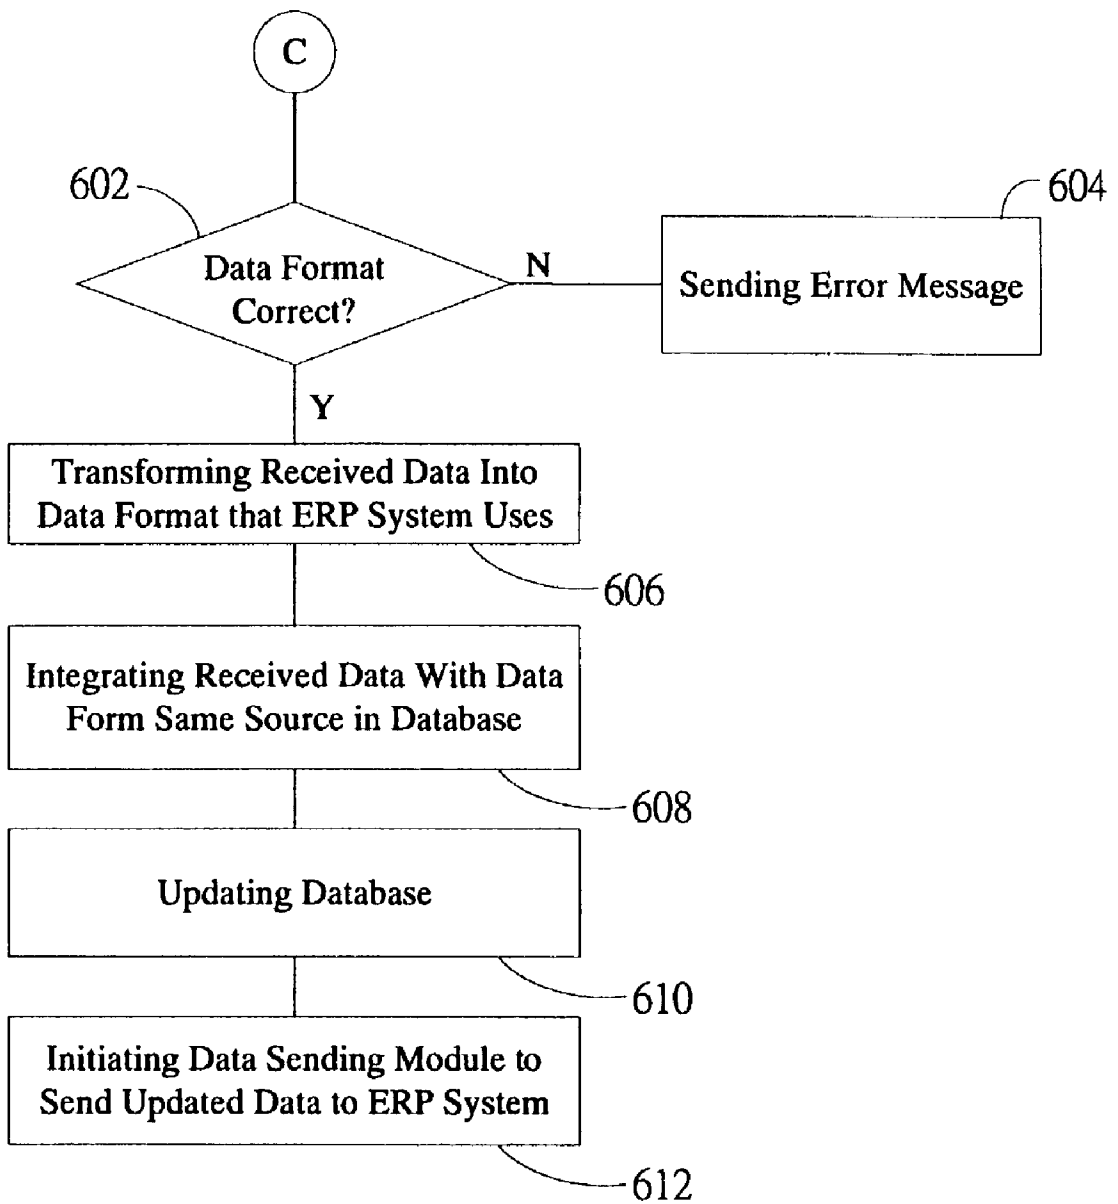 C
602
604
Data Format
Correct?
N
Sending Error Message
Y
Transforming Received Data Into
Data Format that ERP System Uses
606
Integrating Received Data With Data
Form Same Source in Database
608
Updating Database
610
Initiating Data Sending Module to
Send Updated Data to ERP System
612